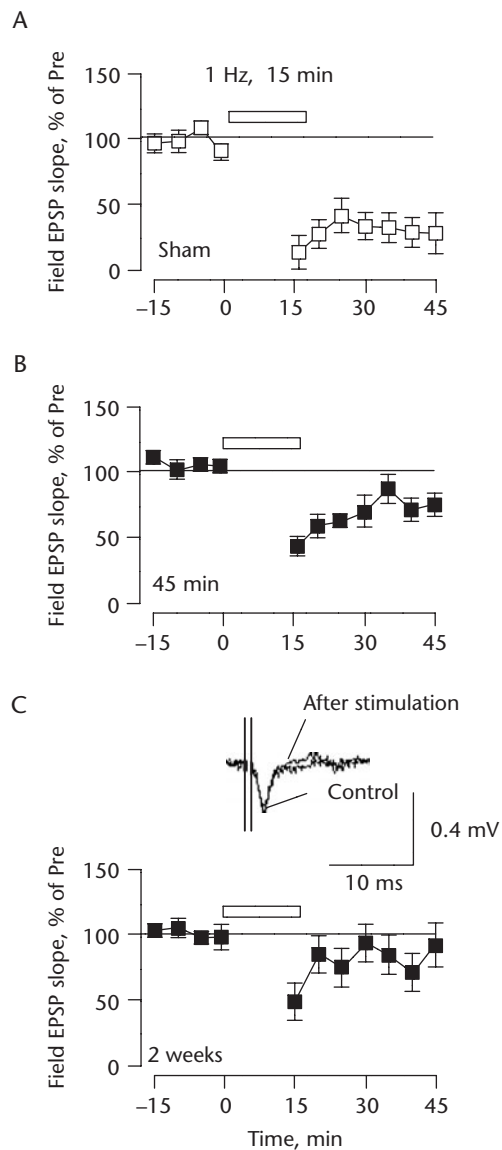 A
1 Hz, 15 min
Field EPSP slope, % of Pre
150
100
50
0
Sham
–15 0 15 30 45
B
Field EPSP slope, % of Pre
150
100
50
0
45 min
–15 0 15 30 45
C
After stimulation
Control
0.4 mV
10 ms
Field EPSP slope, % of Pre
150
100
50
0
2 weeks
–15 0 15 30 45
Time, min